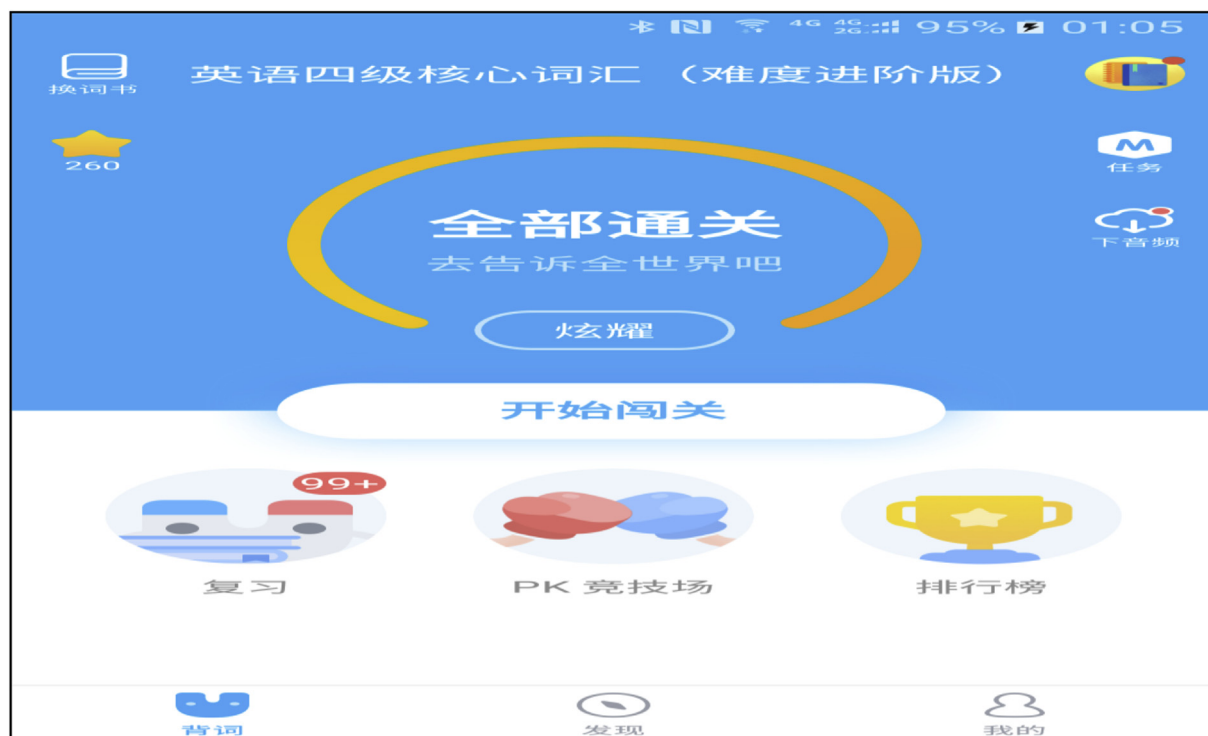 4G 4G 2G 95% 01:05
换词书
英语四级核心词汇 （难度进阶版）
260
M
任务
全部通关
去告诉全世界吧
下音频
炫耀
开始闯关
99+
复习 PK 竞技场 排行榜
背词 发现 我的